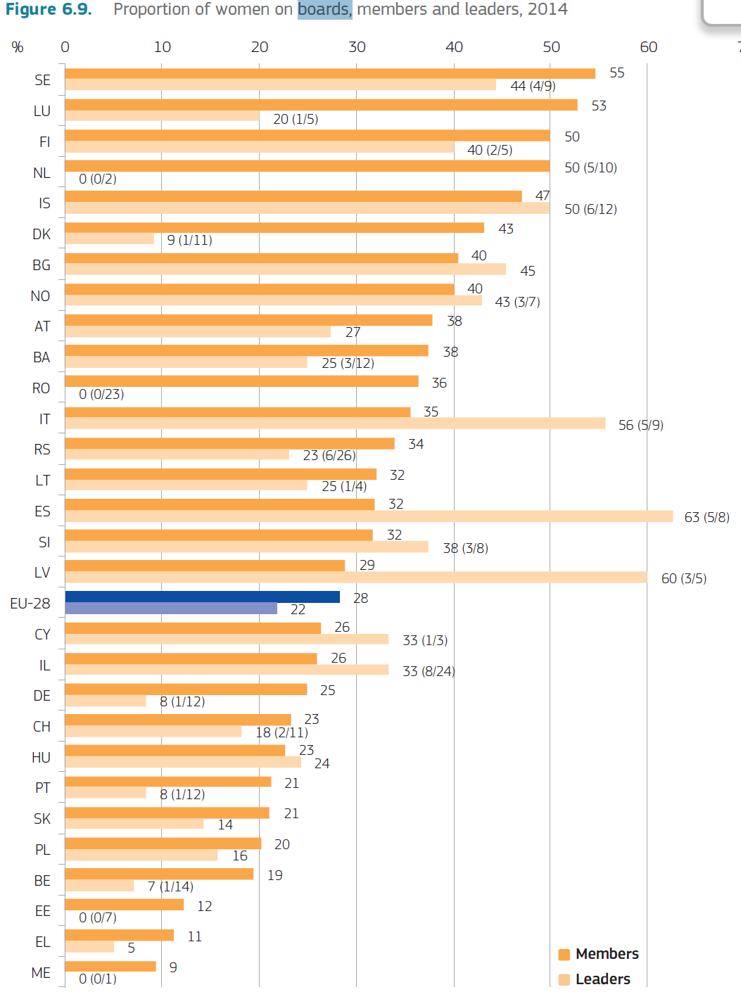 Figure 6.9. Proportion of women on boards, members and leaders, 2014
% 0 10 20 30 40 50 60
SE 55
44 (4/9)
LU 53
20 (1/5)
FI 50
40 (2/5)
NL 50 (5/10)
0 (0/2)
IS 47
50 (6/12)
DK 43
9 (1/11)
BG 40
45
NO 40
43 (3/7)
AT 38
27
BA 38
25 (3/12)
RO 36
0 (0/23)
IT 35
56 (5/9)
RS 34
23 (6/26)
LT 32
25 (1/4)
ES 32
63 (5/8)
SI 32
38 (3/8)
LV 29
60 (3/5)
EU-28 28
22
CY 26
33 (1/3)
IL 26
33 (8/24)
DE 25
8 (1/12)
CH 23
18 (2/11)
HU 23
24
PT 21
8 (1/12)
SK 21
14
PL 20
16
BE 19
7 (1/14)
EE 12
0 (0/7)
EL 11
5
ME 9
0 (0/1)
Members
Leaders